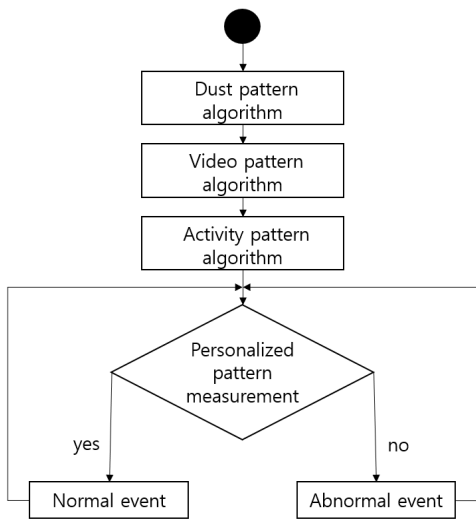 Dust pattern
algorithm
Video pattern
algorithm
Activity pattern
algorithm
Personalized
pattern
measurement
yes
no
Normal event
Abnormal event